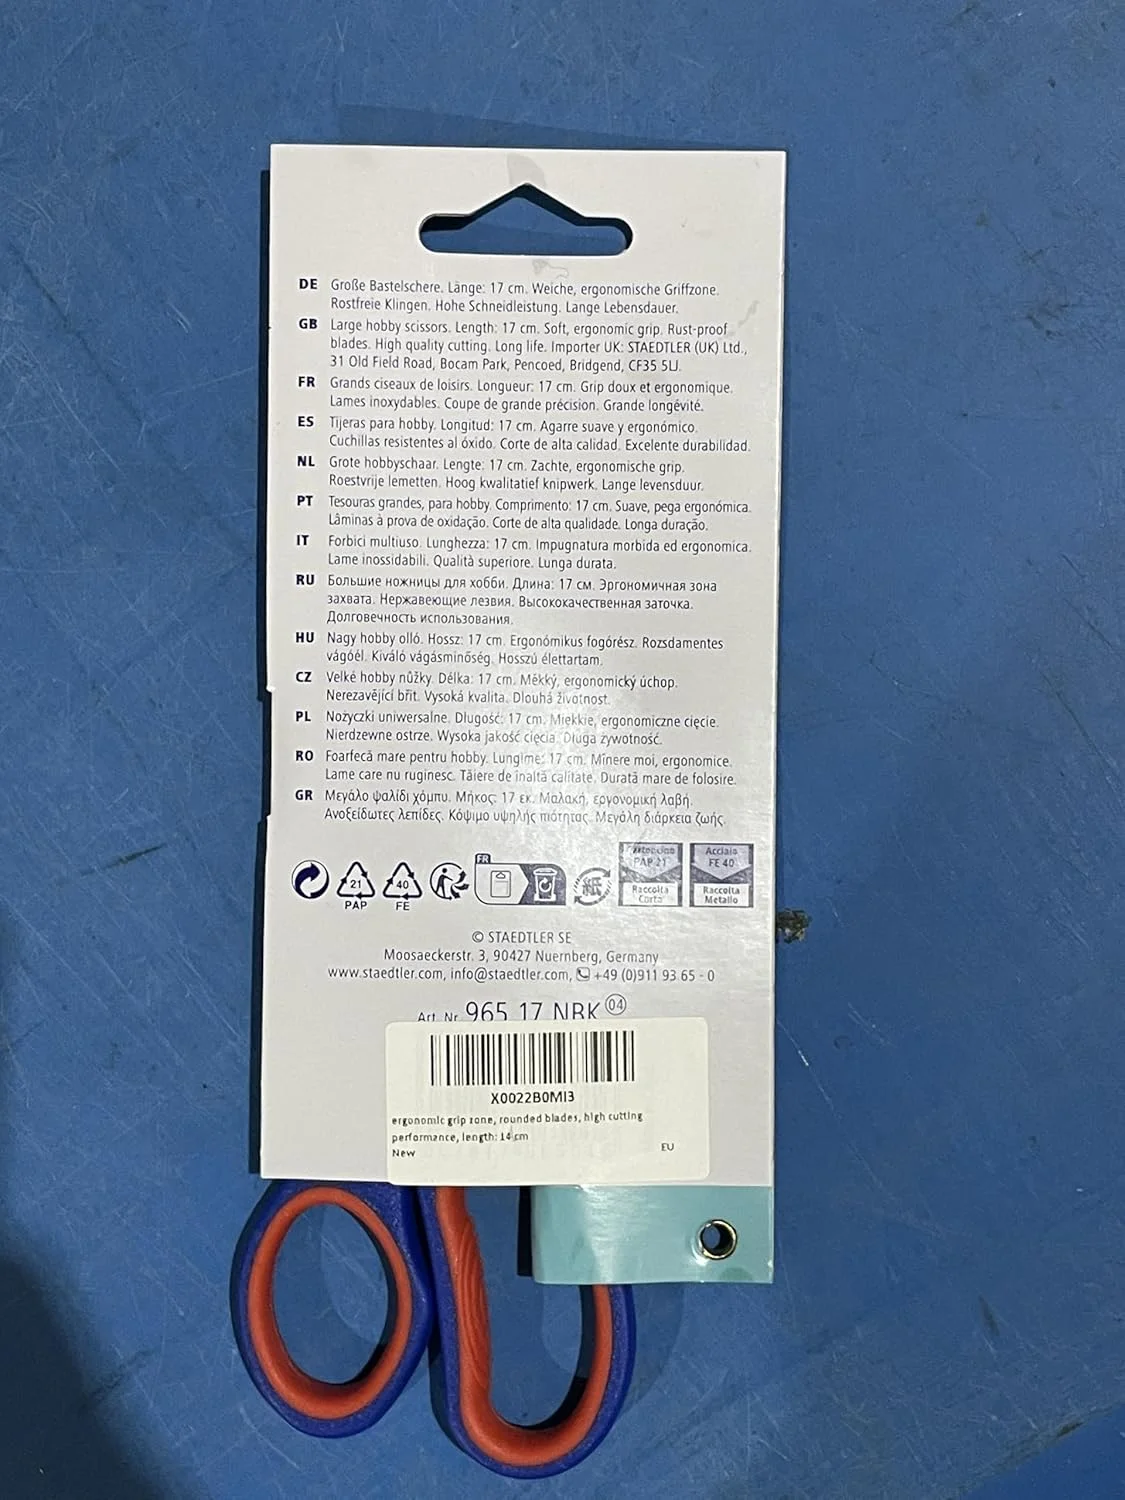 DE Große Bastelschere. Länge: 17 cm. Weiche, ergonomische Griffzone.
Rostfreie Klingen. Hohe Schneidleistung. Lange Lebensdauer.
GB Large hobby scissors. Length: 17 cm. Soft, ergonomic grip. Rust-proof
blades. High quality cutting. Long life. Importer UK: STAEDTLER (UK) Ltd.,
31 Old Field Road, Bocam Park, Pencoed, Bridgend, CF35 5LJ.
FR Grands ciseaux de loisirs. Longueur: 17 cm. Grip doux et ergonomique.
Lames inoxydables. Coupe de grande précision. Grande longévité.
ES Tijeras para hobby. Longitud: 17 cm. Agarre suave y ergonómico.
Cuchillas resistentes al óxido. Corte de alta calidad. Excelente durabilidad.
NL Grote hobbyschaar. Lengte: 17 cm. Zachte, ergonomische grip.
Roestvrije lemetten. Hoog kwalitatief knipwerk. Lange levensduur.
PT Tesouras grandes, para hobby. Comprimento: 17 cm. Suave, pega ergonómica.
Lâminas à prova de oxidação. Corte de alta qualidade. Longa duração.
IT Forbici multiuso. Lunghezza: 17 cm. Impugnatura morbida ed ergonomica.
Lame inossidabili. Qualità superiore. Lunga durata.
RU Большие ножницы для хобби. Длина: 17 см. Эргономичная зона
захвата. Нержавеющие лезвия. Высококачественная заточка.
Долговечность использования.
HU Nagy hobby olló. Hossz: 17 cm. Ergonómikus fogórész. Rozsdamentes
vágóél. Kiváló vágásminőség. Hosszú élettartam.
CZ Velké hobby nůžky. Délka: 17 cm. Měkký, ergonomický úchop.
Nerezavějící břit. Vysoká kvalita. Dlouhá životnost.
PL Nożyczki uniwersalne. Długość: 17 cm. Miękkie, ergonomiczne cięcie.
Nierdzewne ostrze. Wysoka jakość cięcia. Długa żywotność.
RO Foarfecă mare pentru hobby. Lungime: 17 cm. Mînere moi, ergonomice.
Lame care nu ruginesc. Tăiere de înaltă calitate. Durată mare de folosire.
GR Μεγάλο ψαλίδι χόμπυ. Μήκος: 17 εκ. Μαλακή, εργονομική λαβή.
Ανοξείδωτες λεπίδες. Κόψιμο υψηλής ποιότητας. Μεγάλη διάρκεια ζωής.
21
PAP
40
FE
FR
紙
PAP 21
Raccolta
Carta
Acciaio
FE 40
Raccolta
Metallo
© STAEDTLER SE
Moosaeckerstr. 3, 90427 Nuernberg, Germany
www.staedtler.com, info@staedtler.com, +49 (0)911 93 65 - 0
Art. Nr. 965 17 NBK 04
X0022B0MI3
ergonomic grip zone, rounded blades, high cutting
performance, length: 14 cm
New
EU